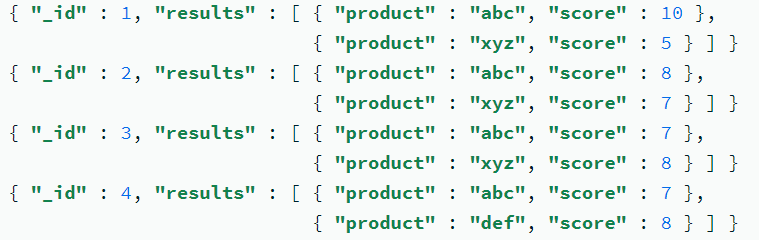 { "_id" : 1, "results" : [ { "product" : "abc", "score" : 10 },
{ "product" : "xyz", "score" : 5 } ] }
{ "_id" : 2, "results" : [ { "product" : "abc", "score" : 8 },
{ "product" : "xyz", "score" : 7 } ] }
{ "_id" : 3, "results" : [ { "product" : "abc", "score" : 7 },
{ "product" : "xyz", "score" : 8 } ] }
{ "_id" : 4, "results" : [ { "product" : "abc", "score" : 7 },
{ "product" : "def", "score" : 8 } ] }